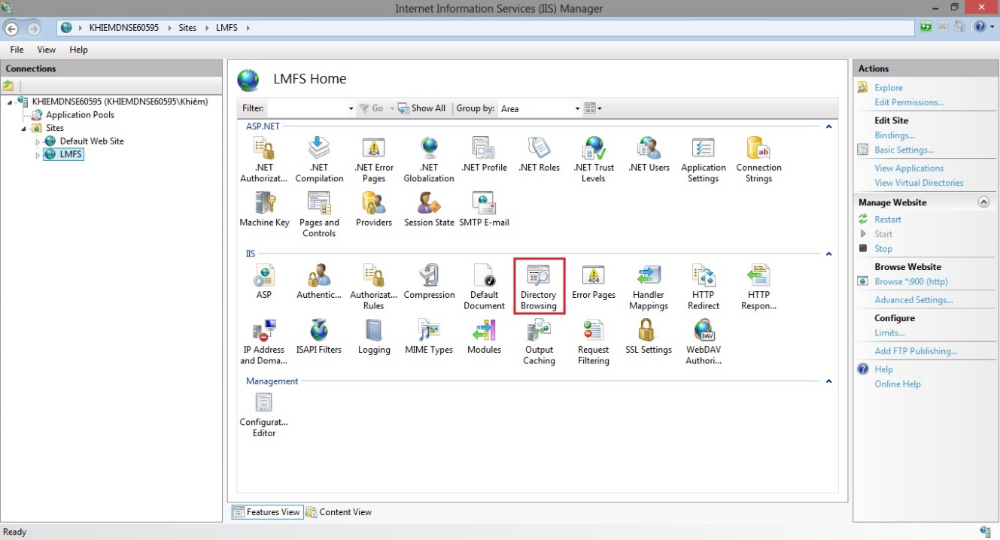 Internet Information Services (IIS) Manager
KHIEMDNSE60595 Sites LMFS
File View Help
Connections
KHIEMDNSE60595 (KHIEMDNSE60595\Khiêm)
Application Pools
Sites
Default Web Site
LMFS
LMFS Home
Filter: Go Show All Group by: Area
ASP.NET
.NET Authorizat...
.NET Compilation
.NET Error Pages
.NET Globalization
.NET Profile
.NET Roles
.NET Trust Levels
.NET Users
Application Settings
Connection Strings
Machine Key
Pages and Controls
Providers
Session State
SMTP E-mail
IIS
ASP
Authentic...
Authorizat... Rules
Compression
Default Document
Directory Browsing
Error Pages
Handler Mappings
HTTP Redirect
HTTP Respon...
IP Address and Doma...
ISAPI Filters
Logging
MIME Types
Modules
Output Caching
Request Filtering
SSL Settings
WebDAV Authori...
Management
Configurat... Editor
Features View Content View
Actions
Explore
Edit Permissions...
Edit Site
Bindings...
Basic Settings...
View Applications
View Virtual Directories
Manage Website
Restart
Start
Stop
Browse Website
Browse *:900 (http)
Advanced Settings...
Configure
Limits...
Add FTP Publishing...
Help
Online Help
Ready